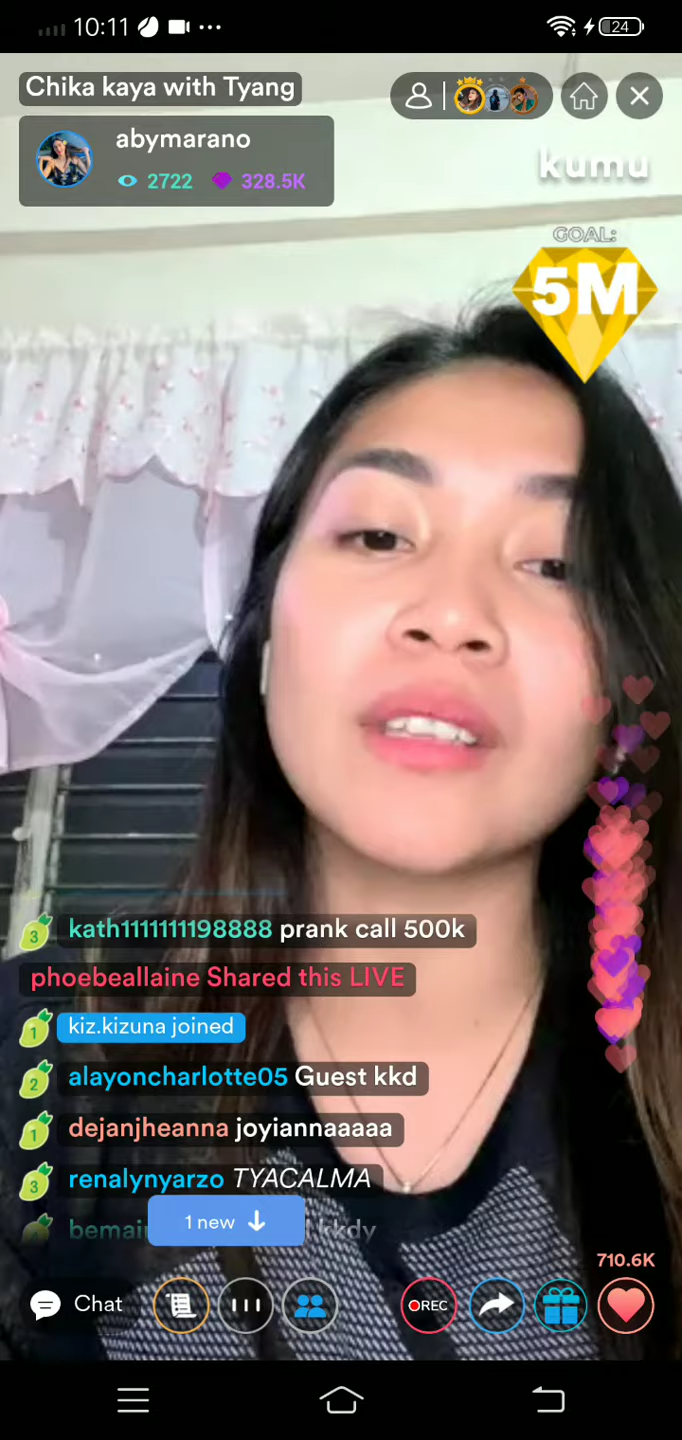 10:11
24
Chika kaya with Tyang
abymarano
2722 328.5K
kumu
GOAL:
5M
3 kath1111111198888 prank call 500k
phoebeallaine Shared this LIVE
1 kiz.kizuna joined
2 alayoncharlotte05 Guest kkd
1 dejanjheanna joyiannaaaaa
3 renalynyarzo TYACALMA
1 new
kkdy
710.6K
Chat
REC